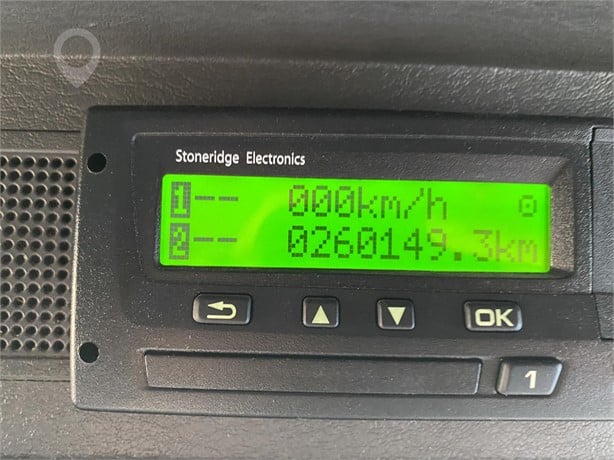 Stoneridge Electronics
1-- 000km/h ⊙
2-- 0260149.3km
OK
1